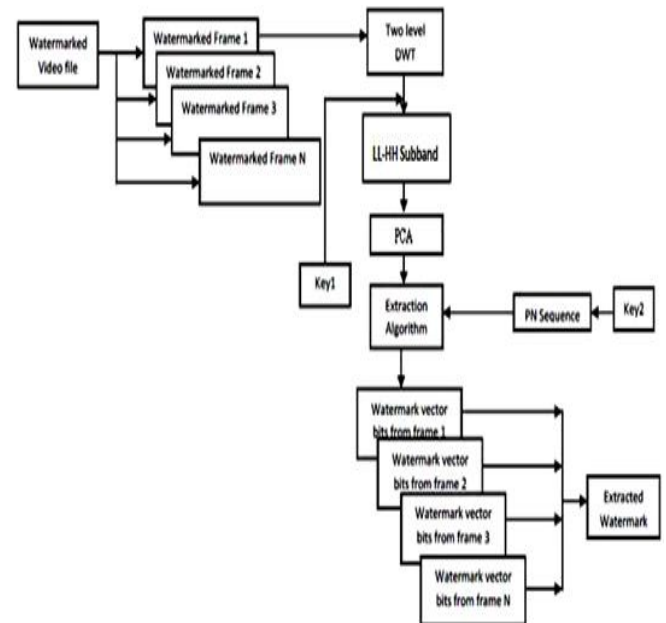 Watermarked
Video file
Watermarked Frame 1
Watermarked Frame 2
Watermarked Frame 3
Watermarked Frame N
Two level
DWT
LL-HH Subband
PCA
Key1
Extraction
Algorithm
PN Sequence
Key2
Watermark vector
bits from frame 1
Watermark vector
bits from frame 2
Watermark vector
bits from frame 3
Watermark vector
bits from frame N
Extracted
Watermark